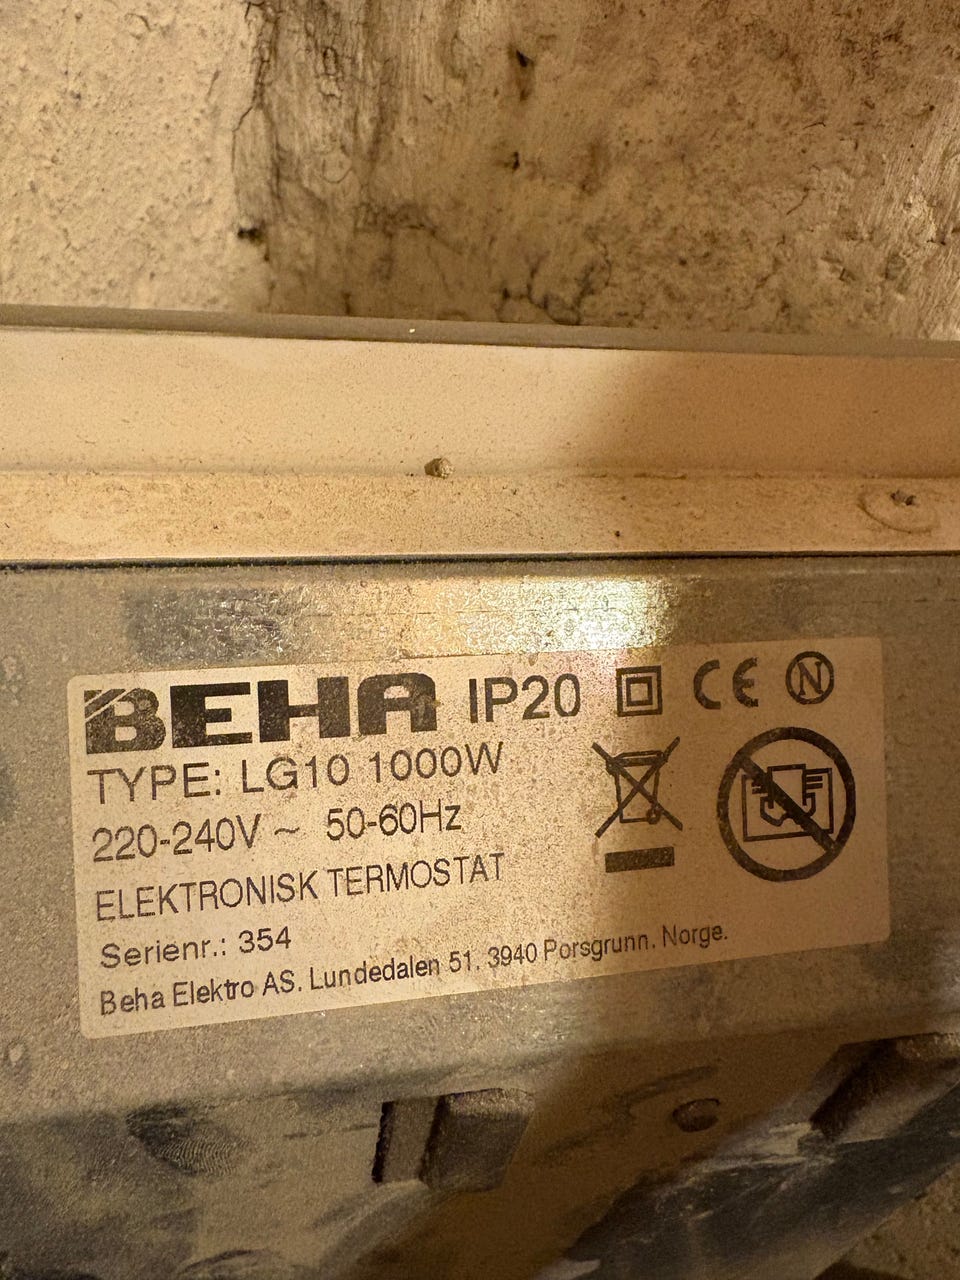 BEHA IP20 CE N
TYPE: LG10 1000W
220-240V ~ 50-60Hz
ELEKTRONISK TERMOSTAT
Serienr.: 354
Beha Elektro AS. Lundedalen 51. 3940 Porsgrunn. Norge.